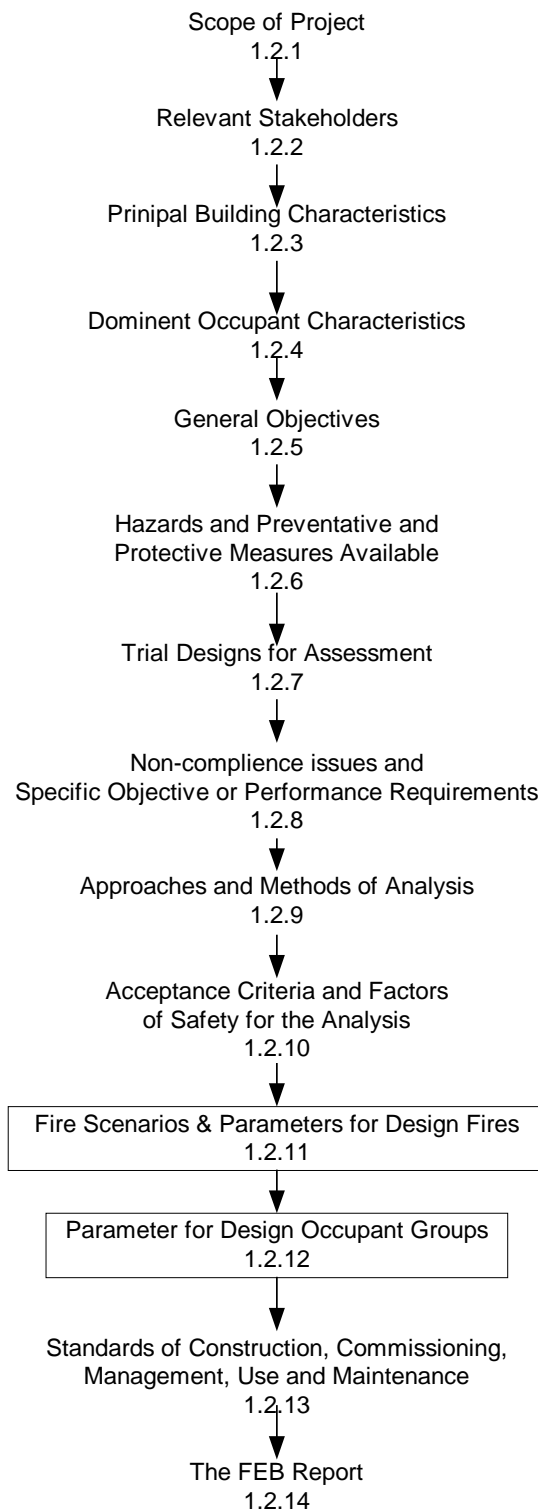 Scope of Project
1.2.1
Relevant Stakeholders
1.2.2
Prinipal Building Characteristics
1.2.3
Dominent Occupant Characteristics
1.2.4
General Objectives
1.2.5
Hazards and Preventative and
Protective Measures Available
1.2.6
Trial Designs for Assessment
1.2.7
Non-complience issues and
Specific Objective or Performance Requirements
1.2.8
Approaches and Methods of Analysis
1.2.9
Acceptance Criteria and Factors
of Safety for the Analysis
1.2.10
Fire Scenarios & Parameters for Design Fires
1.2.11
Parameter for Design Occupant Groups
1.2.12
Standards of Construction, Commissioning,
Management, Use and Maintenance
1.2.13
The FEB Report
1.2.14